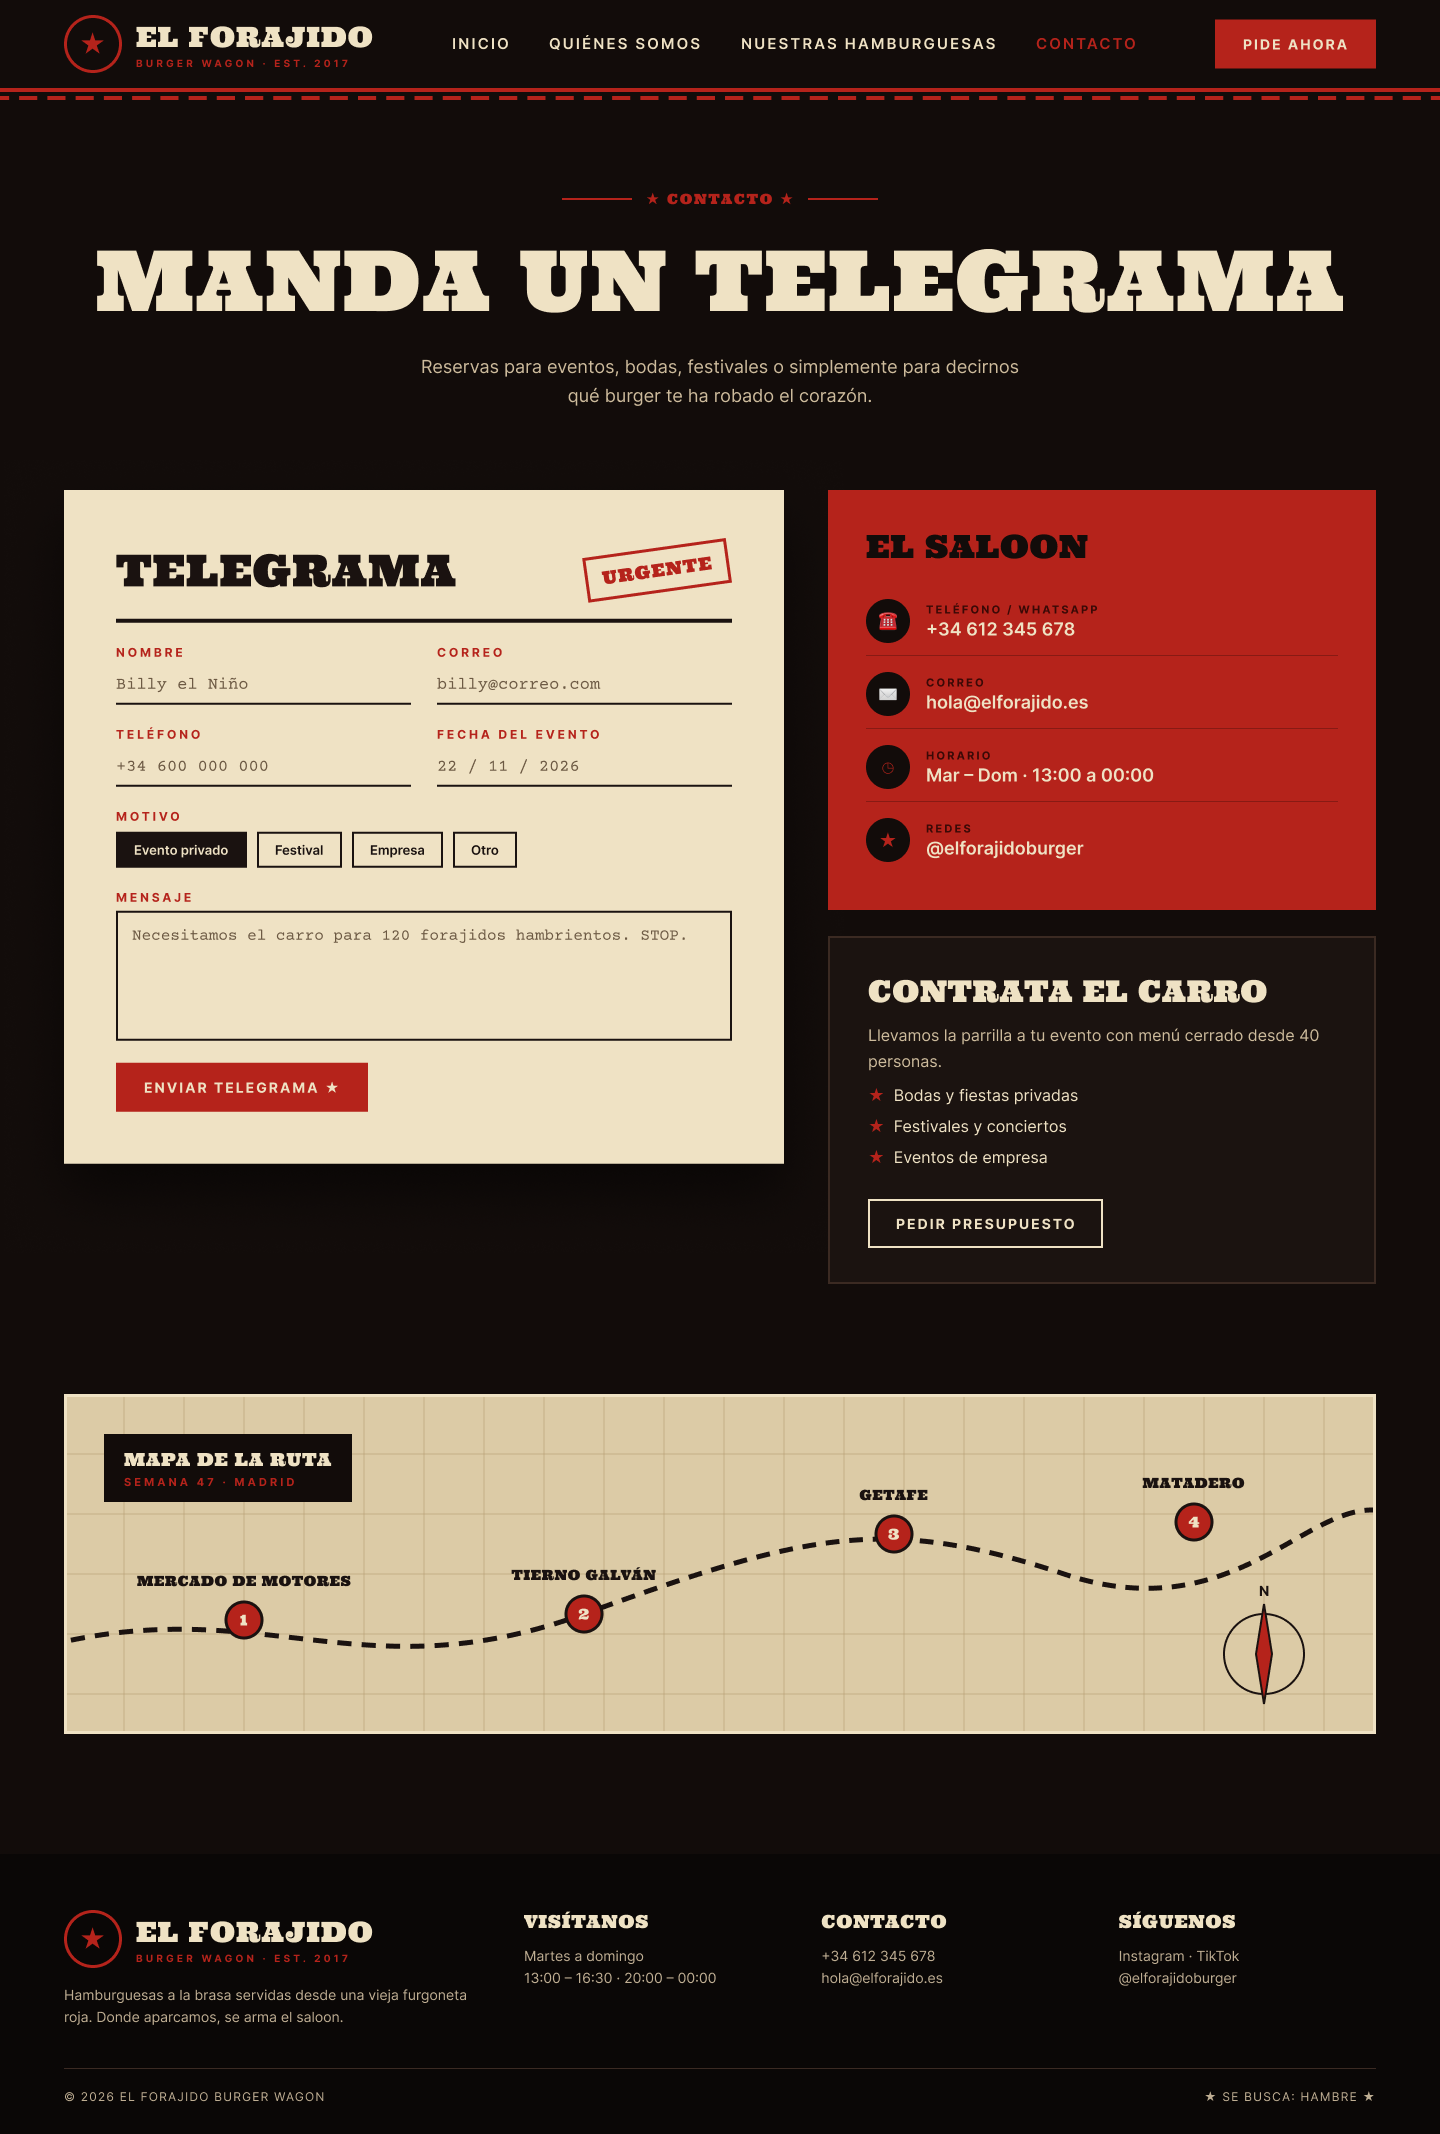 EL FORAJIDO
BURGER WAGON · EST. 2017
INICIO
QUIÉNES SOMOS
NUESTRAS HAMBURGUESAS
CONTACTO
PIDE AHORA
★ CONTACTO ★
MANDA UN TELEGRAMA
Reservas para eventos, bodas, festivales o simplemente para decirnos
qué burger te ha robado el corazón.
TELEGRAMA
URGENTE
NOMBRE
Billy el Niño
CORREO
billy@correo.com
TELÉFONO
+34 600 000 000
FECHA DEL EVENTO
22 / 11 / 2026
MOTIVO
Evento privado
Festival
Empresa
Otro
MENSAJE
Necesitamos el carro para 120 forajidos hambrientos. STOP.
ENVIAR TELEGRAMA ★
EL SALOON
TELÉFONO / WHATSAPP
+34 612 345 678
CORREO
hola@elforajido.es
HORARIO
Mar – Dom · 13:00 a 00:00
REDES
@elforajidoburger
CONTRATA EL CARRO
Llevamos la parrilla a tu evento con menú cerrado desde 40
personas.
★ Bodas y fiestas privadas
★ Festivales y conciertos
★ Eventos de empresa
PEDIR PRESUPUESTO
MAPA DE LA RUTA
SEMANA 47 · MADRID
MERCADO DE MOTORES
1
TIERNO GALVÁN
2
GETAFE
3
MATADERO
4
N
EL FORAJIDO
BURGER WAGON · EST. 2017
Hamburguesas a la brasa servidas desde una vieja furgoneta
roja. Donde aparcamos, se arma el saloon.
VISÍTANOS
Martes a domingo
13:00 – 16:30 · 20:00 – 00:00
CONTACTO
+34 612 345 678
hola@elforajido.es
SÍGUENOS
Instagram · TikTok
@elforajidoburger
© 2026 EL FORAJIDO BURGER WAGON
★ SE BUSCA: HAMBRE ★